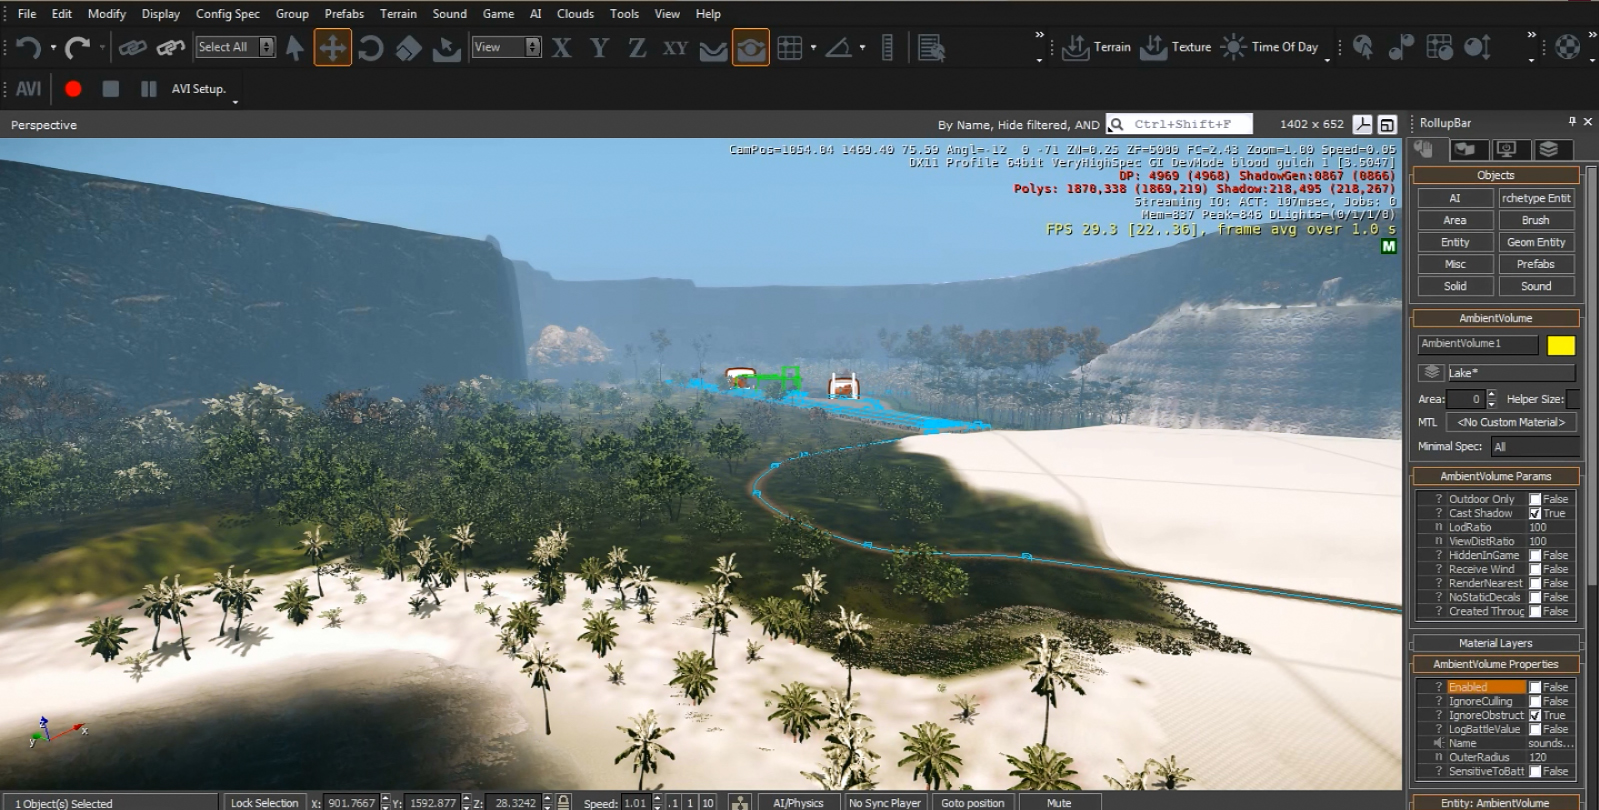 File Edit Modify Display Config Spec Group Prefabs Terrain Sound Game AI Clouds Tools View Help
Select All View X Y Z XY Terrain Texture Time Of Day
AVI AVI Setup.
Perspective By Name, Hide filtered, AND Ctrl+Shift+F 1402 x 652 RollupBar
CamPos=1054.04 1469.40 75.59 Angl=-12 0 -71 ZN=0.25 ZF=5000 FC=2.43 Zoom=1.00 Speed=0.05
DX11 Profile 64bit VeryHighSpec GI DevMode blood gulch 1 [3.5047]
DP: 4969 (4968) ShadowGen:0867 (0866)
Polys: 1870,338 (1869,219) Shadow:218,495 (218,267)
Streaming IO: ACT: 107msec, Jobs: 0
Mem=837 Peak=846 DLights=(0/1/1/0)
FPS 29.3 [22..36], frame avg over 1.0 s
M
Objects
AI rchetype Entit
Area Brush
Entity Geom Entity
Misc Prefabs
Solid Sound
AmbientVolume
AmbientVolume1
Lake*
Area: 0 Helper Size:
MTL <No Custom Material>
Minimal Spec: All
AmbientVolume Params
? Outdoor Only False
? Cast Shadow True
n LodRatio 100
n ViewDistRatio 100
? HiddenInGame False
? Receive Wind False
? RenderNearest False
? NoStaticDecals False
? Created Throug False
Material Layers
AmbientVolume Properties
? Enabled False
? IgnoreCulling False
? IgnoreObstruct True
? LogBattleValue False
Name sounds...
n OuterRadius 120
? SensitiveToBatt False
Entity: AmbientVolume
z y x
1 Object(s) Selected Lock Selection X: 901.7667 Y: 1592.877 Z: 28.3242 Speed: 1.01 .1 1 10 AI/Physics No Sync Player Goto position Mute